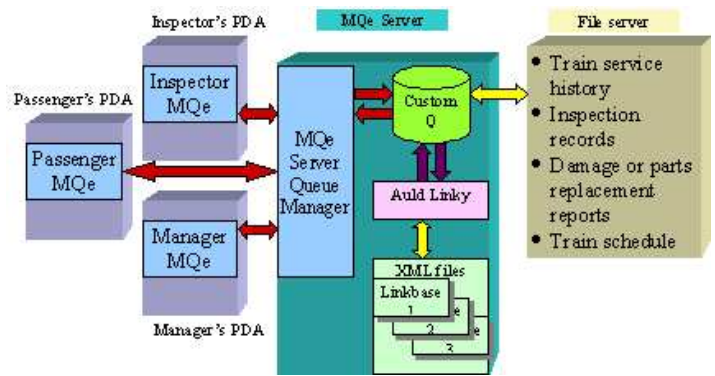 Inspector's PDA
MQe Server
File server
Passenger's PDA
Inspector
MQe
Passenger
MQe
Manager
MQe
Manager's PDA
MQe
Server
Queue
Manager
Custom
Q
Auld Linky
XML files
Linkbase
1
2
e
3
e
• Train service
history
• Inspection
records
• Damage or parts
replacement
reports
• Train schedule